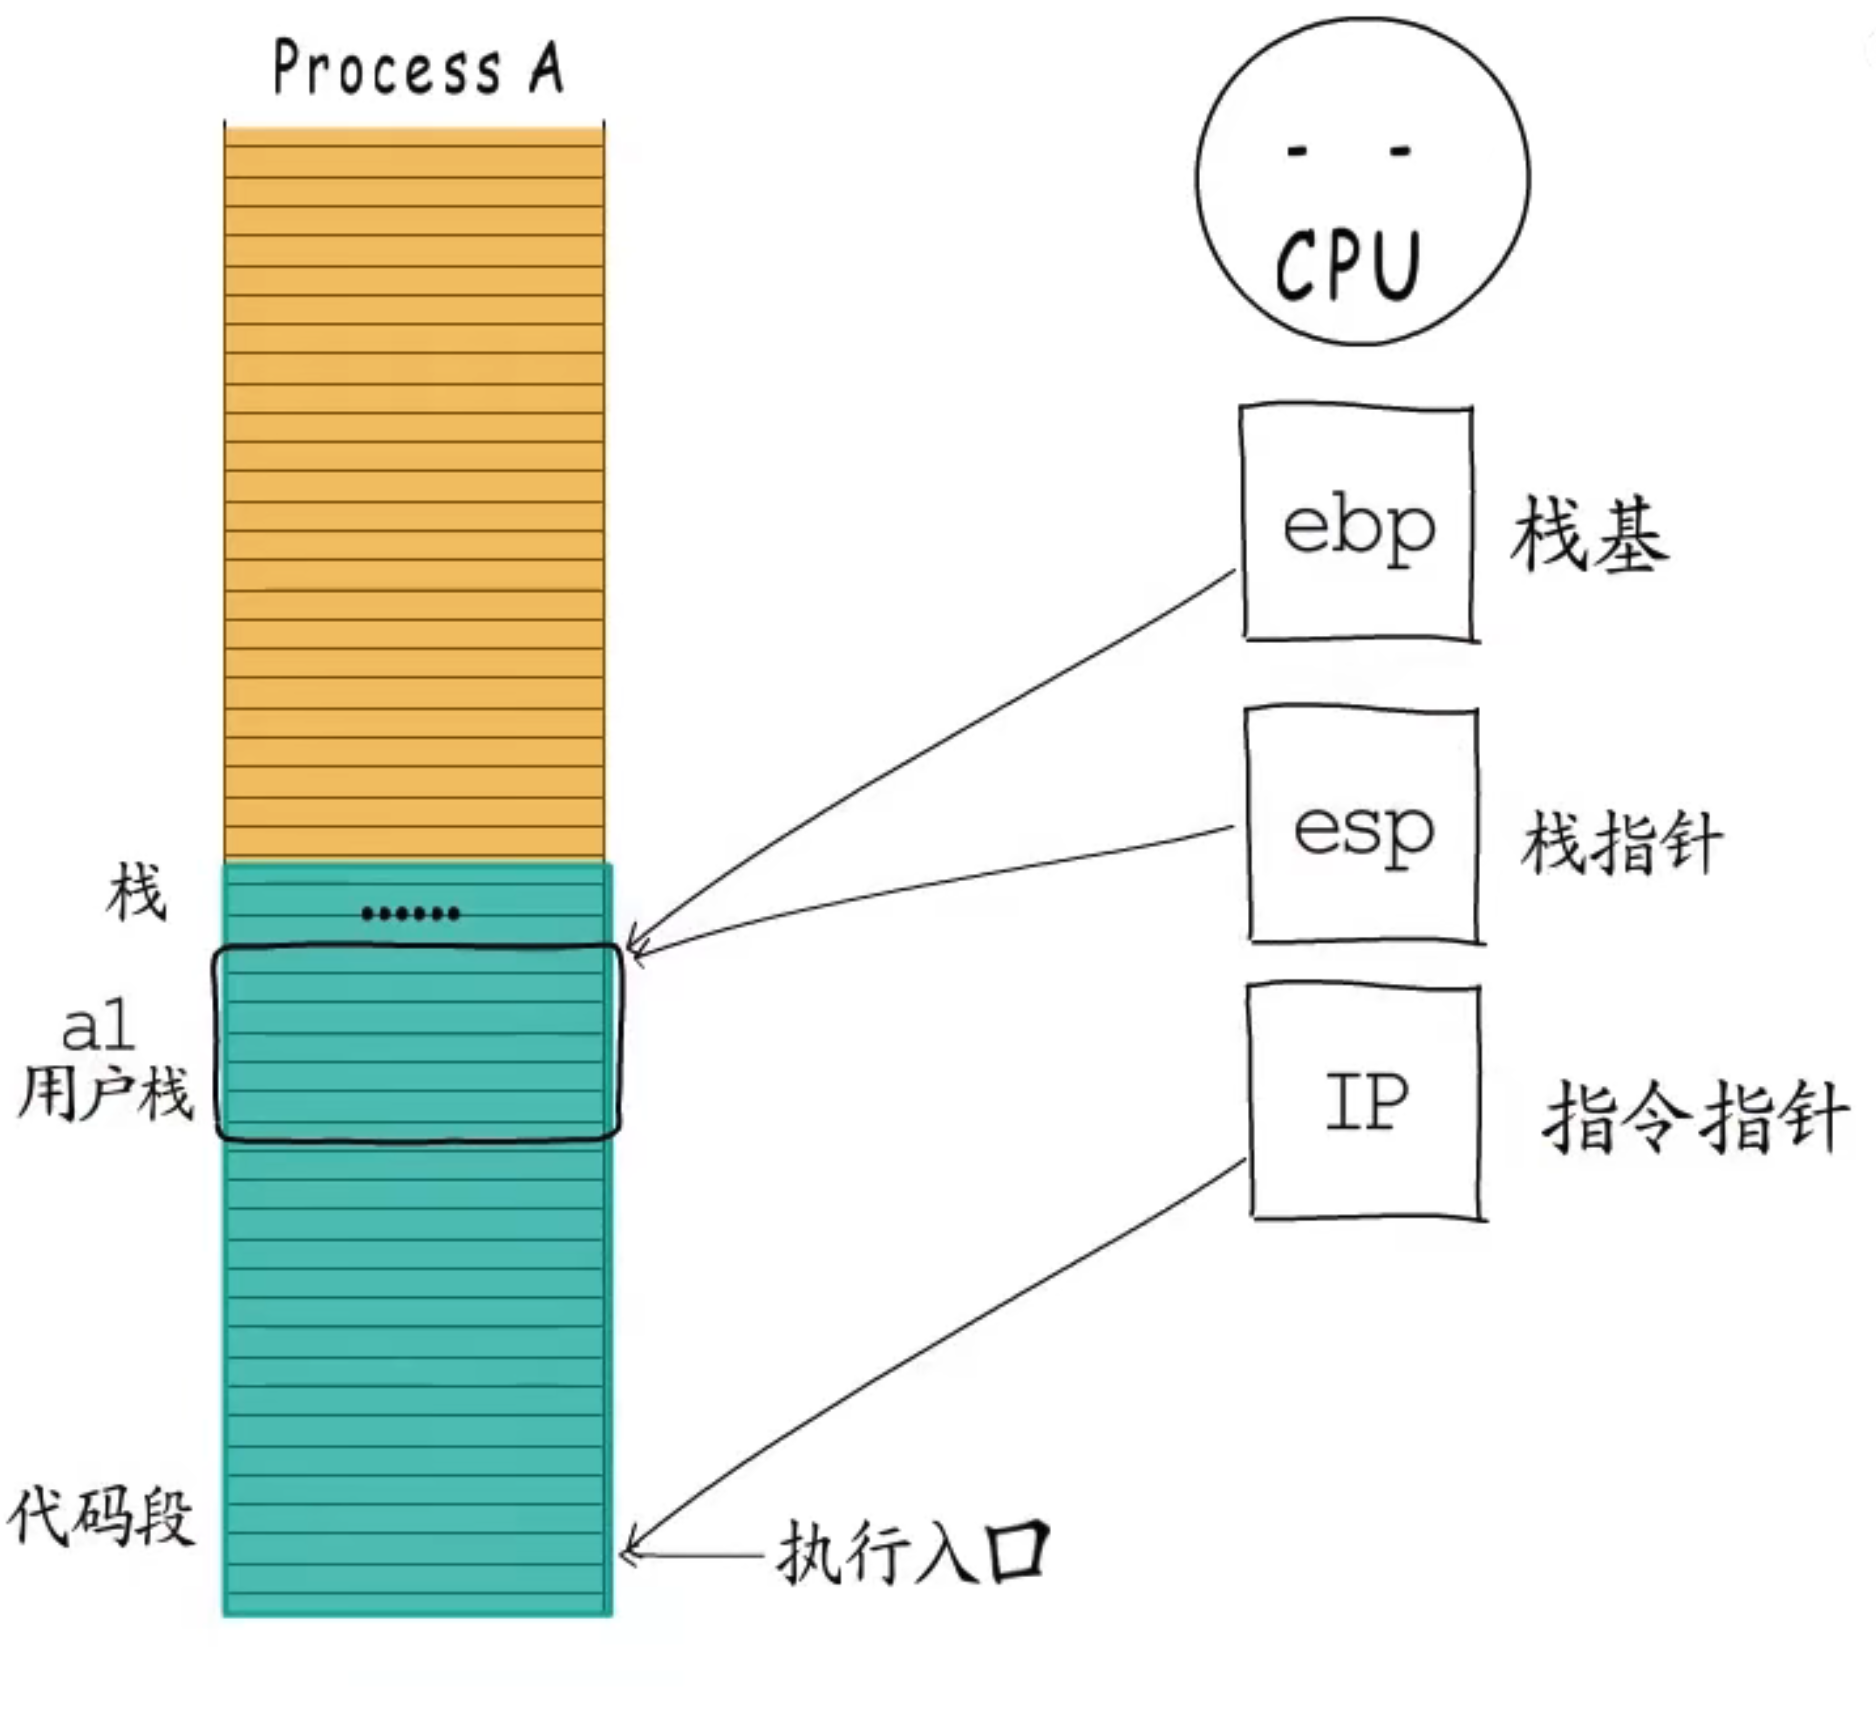 Process A
CPU
ebp
栈基
esp
栈指针
栈
......
a1
用户栈
IP
指令指针
代码段
执行入口